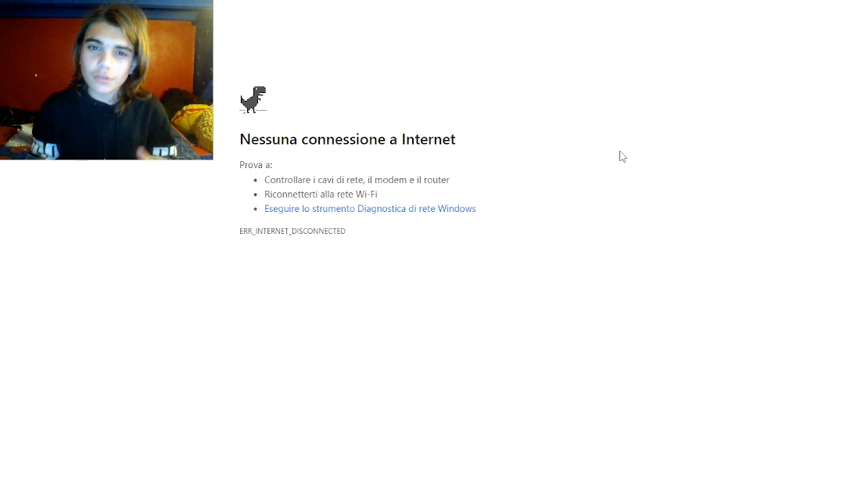 Nessuna connessione a Internet
Prova a:
Controllare i cavi di rete, il modem e il router
Riconnetterti alla rete Wi-Fi
Eseguire lo strumento Diagnostica di rete Windows
ERR_INTERNET_DISCONNECTED